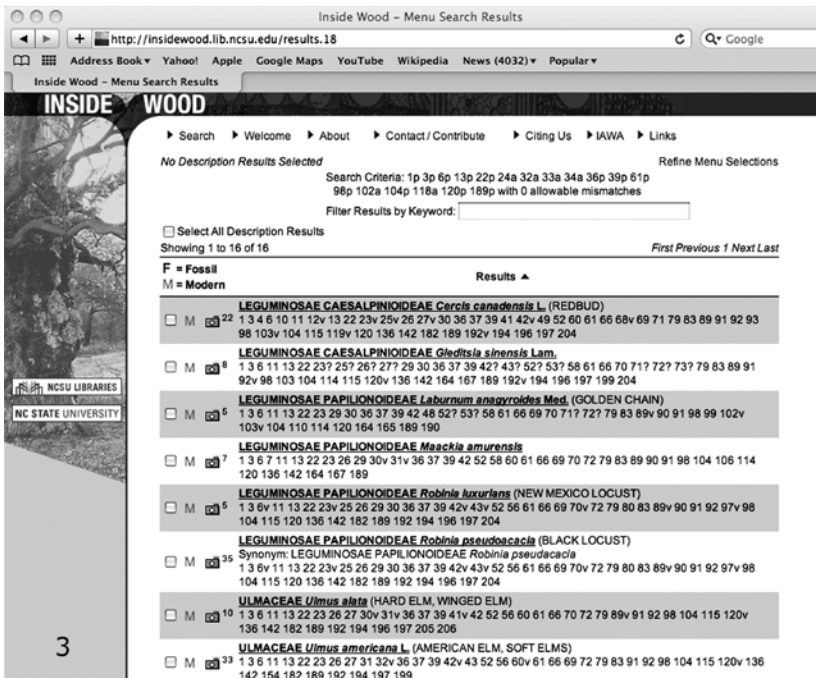 Inside Wood – Menu Search Results
http://insidewood.lib.ncsu.edu/results.18
Google
Address Book Yahoo! Apple Google Maps YouTube Wikipedia News (4032) Popular
Inside Wood – Menu Search Results
INSIDE WOOD
Search Welcome About Contact / Contribute Citing Us IAWA Links
No Description Results Selected Refine Menu Selections
Search Criteria: 1p 3p 6p 13p 22p 24a 32a 33a 34a 36p 39p 61p
98p 102a 104p 118a 120p 189p with 0 allowable mismatches
Filter Results by Keyword:
Select All Description Results
Showing 1 to 16 of 16 First Previous 1 Next Last
F = Fossil
M = Modern
Results ▲
LEGUMINOSAE CAESALPINIOIDEAE Cercis canadensis L. (REDBUD)
M 22 1 3 4 6 10 11 12v 13 22 23v 25v 26 27v 30 36 37 39 41 42v 49 52 60 61 66 68v 69 71 79 83 89 91 92 93
98 103v 104 115 119v 120 136 142 182 189 192v 194 196 197 204
LEGUMINOSAE CAESALPINIOIDEAE Gleditsia sinensis Lam.
M 8 1 3 6 11 13 22 23? 25? 26? 27? 29 30 36 37 39 42? 43? 52? 53? 58 61 66 70 71? 72? 73? 79 83 89 91
92v 98 103 104 114 115 120v 136 142 164 167 189 192v 194 196 197 199 204
LEGUMINOSAE PAPILIONOIDEAE Laburnum anagyroides Med. (GOLDEN CHAIN)
M 5 1 3 6 11 13 22 23 29 30 36 37 39 42 48 52? 53? 58 61 66 69 70 71? 72? 79 83 89v 90 91 98 99 102v
103v 104 110 114 120 164 165 189 190
LEGUMINOSAE PAPILIONOIDEAE Maackia amurensis
M 7 1 3 6 7 11 13 22 23 26 29 30v 31v 36 37 39 42 52 58 60 61 66 69 70 72 79 83 89 90 91 98 104 106 114
120 136 142 164 167 189
LEGUMINOSAE PAPILIONOIDEAE Robinia luxurians (NEW MEXICO LOCUST)
M 5 1 3 6v 11 13 22 23v 25 26 29 30 36 37 39 42v 43v 52 56 61 66 69 70v 72 79 80 83 89v 90 91 92 97v 98
104 115 120 136 142 182 189 192 194 196 197 204
LEGUMINOSAE PAPILIONOIDEAE Robinia pseudoacacia (BLACK LOCUST)
Synonym: LEGUMINOSAE PAPILIONOIDEAE Robinia pseudacacia
M 35 1 3 6v 11 13 22 23v 25 26 29 30 36 37 39 42v 43v 52 56 61 66 69 70v 72 79 80 83 89v 90 91 92 97v 98
104 115 120 136 142 182 189 192 194 196 197 204
ULMACEAE Ulmus alata (HARD ELM, WINGED ELM)
M 10 1 3 6 11 13 22 23 26 27 30v 31v 36 37 39 41v 42 52 56 60 61 66 70 72 79 89v 91 92 98 104 115 120v
136 142 182 189 192 194 196 197 205 206
ULMACEAE Ulmus americana L. (AMERICAN ELM, SOFT ELMS)
M 33 1 3 6 11 13 22 23 26 27 31 32v 36 37 39 42v 43 52 56 60v 61 66 69 72 79 83 91 92 98 104 115 120v 136
142 154 182 189 192 194 197 199
NCSU LIBRARIES
NC STATE UNIVERSITY
3